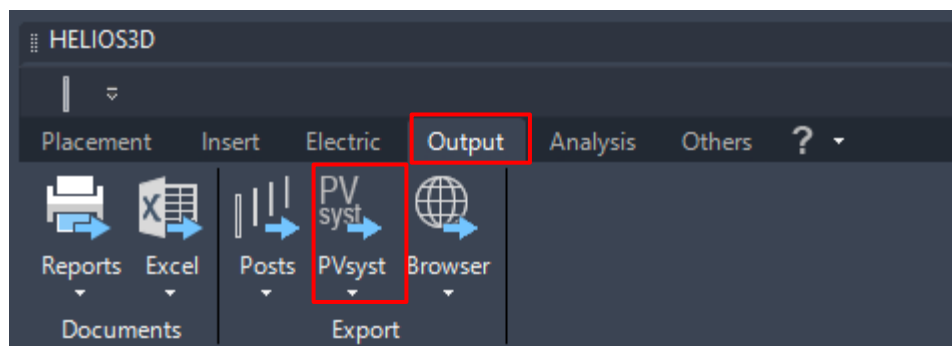 HELIOS3D
Placement Insert Electric Output Analysis Others ?
PV
syst
X
Reports Excel Posts PVsyst Browser
Documents Export